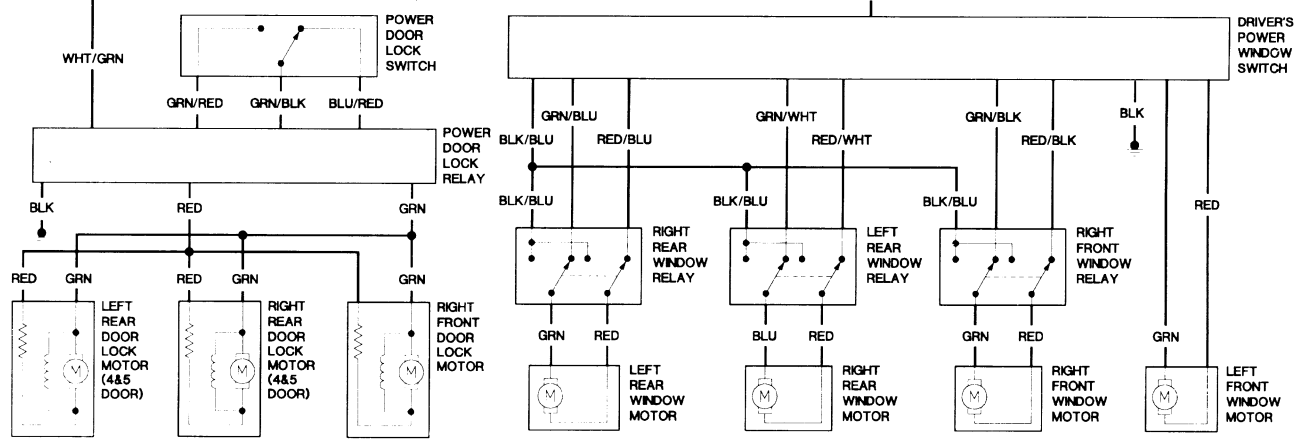 POWER
DOOR
LOCK
SWITCH
DRIVER'S
POWER
WINDOW
SWITCH
WHT/GRN
GRN/RED
GRN/BLK
BLU/RED
POWER
DOOR
LOCK
RELAY
BLK/BLU
GRN/BLU
RED/BLU
GRN/WHT
RED/WHT
GRN/BLK
RED/BLK
BLK
BLK
RED
GRN
BLK/BLU
BLK/BLU
BLK/BLU
RED
RIGHT
REAR
WINDOW
RELAY
LEFT
REAR
WINDOW
RELAY
RIGHT
FRONT
WINDOW
RELAY
RED
GRN
RED
GRN
GRN
LEFT
REAR
DOOR
LOCK
MOTOR
(4&5
DOOR)
RIGHT
REAR
DOOR
LOCK
MOTOR
(4&5
DOOR)
RIGHT
FRONT
DOOR
LOCK
MOTOR
M
M
M
GRN
RED
BLU
RED
GRN
RED
GRN
M
LEFT
REAR
WINDOW
MOTOR
M
RIGHT
REAR
WINDOW
MOTOR
M
RIGHT
FRONT
WINDOW
MOTOR
M
LEFT
FRONT
WINDOW
MOTOR